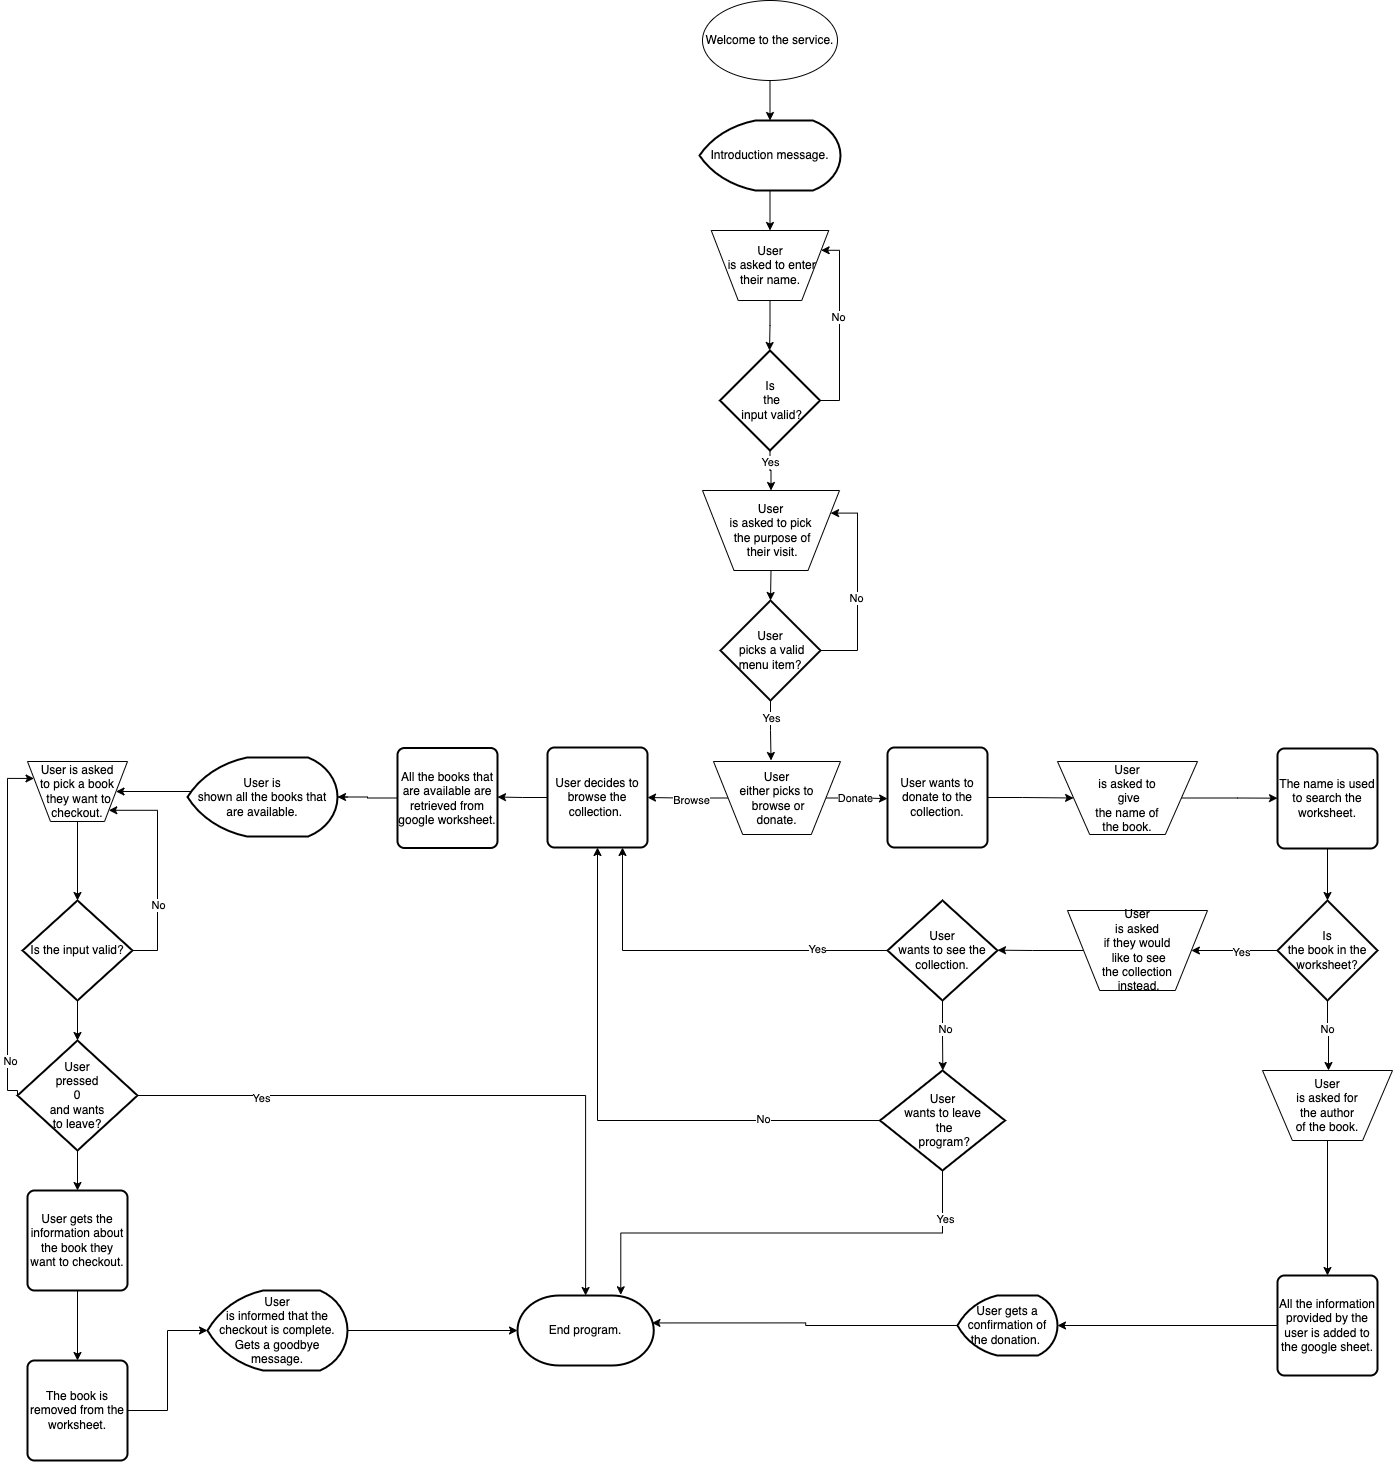 Welcome to the service.
Introduction message.
User
is asked to enter
their name.
No
Is
the
input valid?
Yes
User
is asked to pick
the purpose of
their visit.
No
User
picks a valid
menu item?
Yes
User is asked
to pick a book
they want to
checkout.
User is
shown all the books that
are available.
All the books that
are available are
retrieved from
google worksheet.
User decides to
browse the
collection.
Browse
User
either picks to
browse or
donate.
Donate
User wants to
donate to the
collection.
User
is asked to
give
the name of
the book.
The name is used
to search the
worksheet.
No
Is the input valid?
Yes
User
wants to see the
collection.
User
is asked
if they would
like to see
the collection
instead.
Yes
Is
the book in the
worksheet?
No
No
No
User
pressed
0
and wants
to leave?
Yes
No
User
wants to leave
the
program?
User
is asked for
the author
of the book.
Yes
User gets the
information about
the book they
want to checkout.
User
is informed that the
checkout is complete.
Gets a goodbye
message.
End program.
User gets a
confirmation of
the donation.
All the information
provided by the
user is added to
the google sheet.
The book is
removed from the
worksheet.